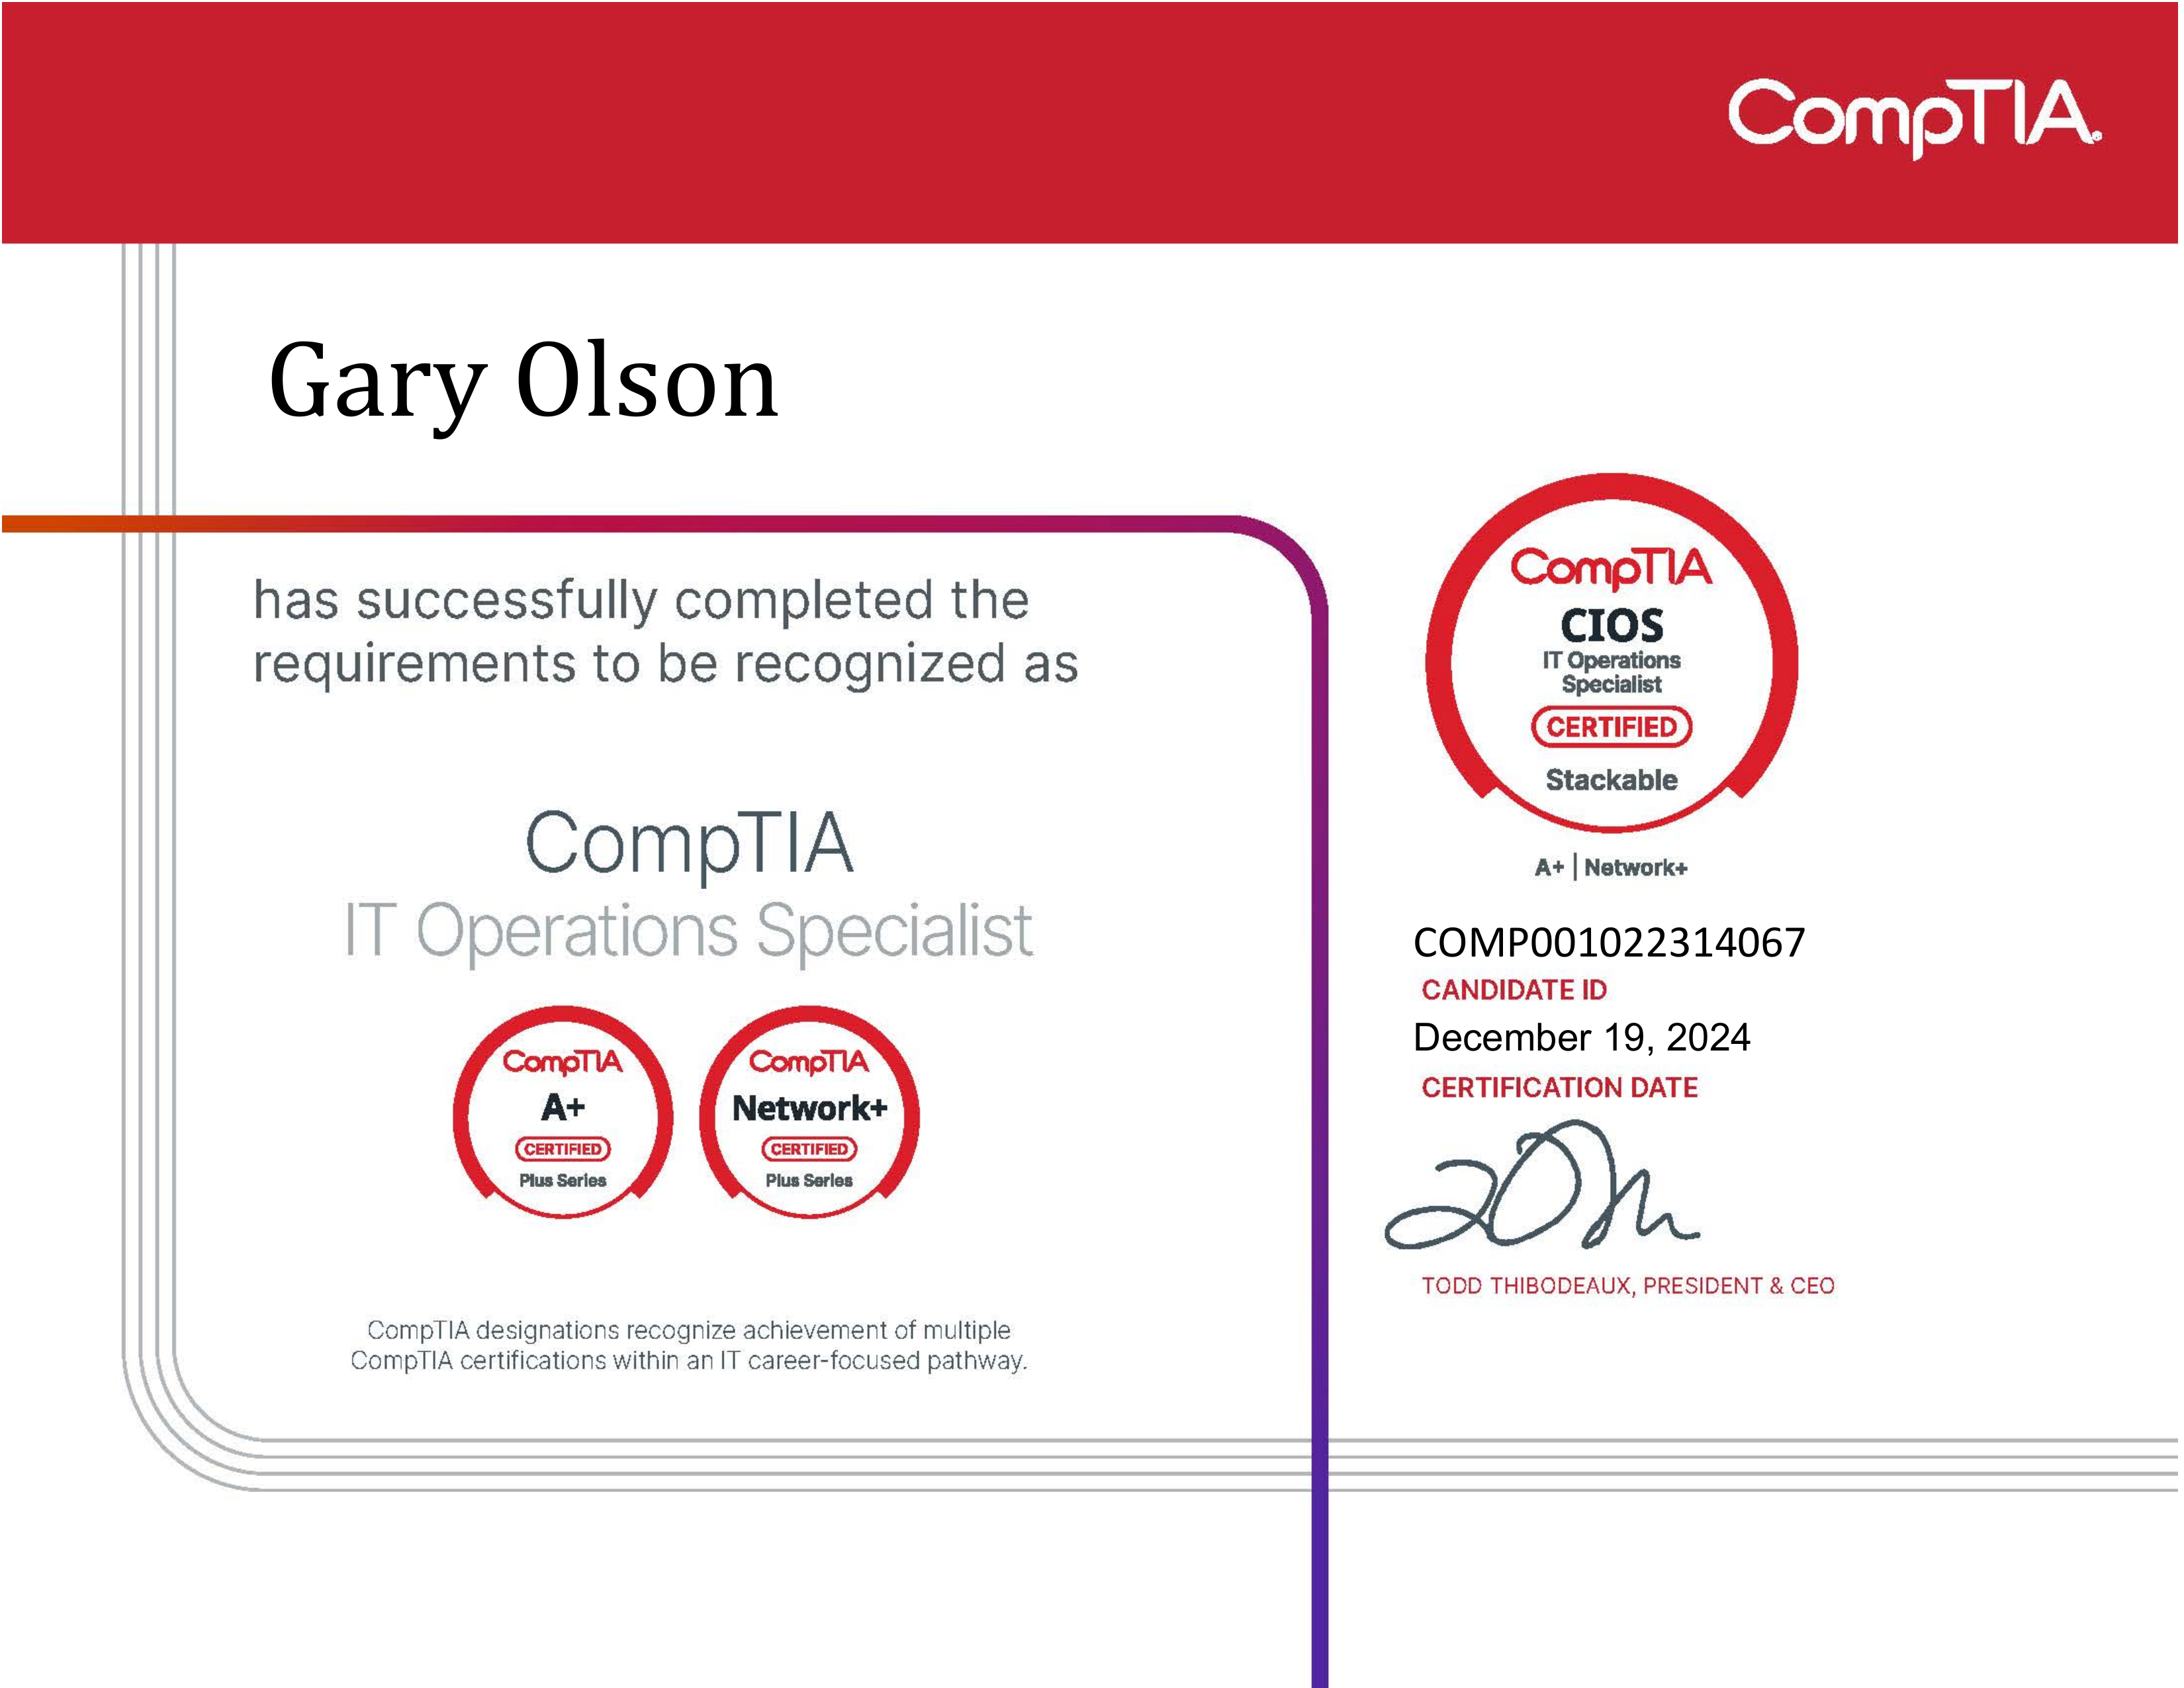 CompTIA.
Gary Olson
has successfully completed the
requirements to be recognized as
CompTIA
IT Operations Specialist
CompTIA
A+
CERTIFIED
Plus Series
CompTIA
Network+
CERTIFIED
Plus Series
CompTIA designations recognize achievement of multiple
CompTIA certifications within an IT career-focused pathway.
CompTIA
CIOS
IT Operations
Specialist
CERTIFIED
Stackable
A+ | Network+
COMP001022314067
CANDIDATE ID
December 19, 2024
CERTIFICATION DATE
TODD THIBODEAUX, PRESIDENT & CEO